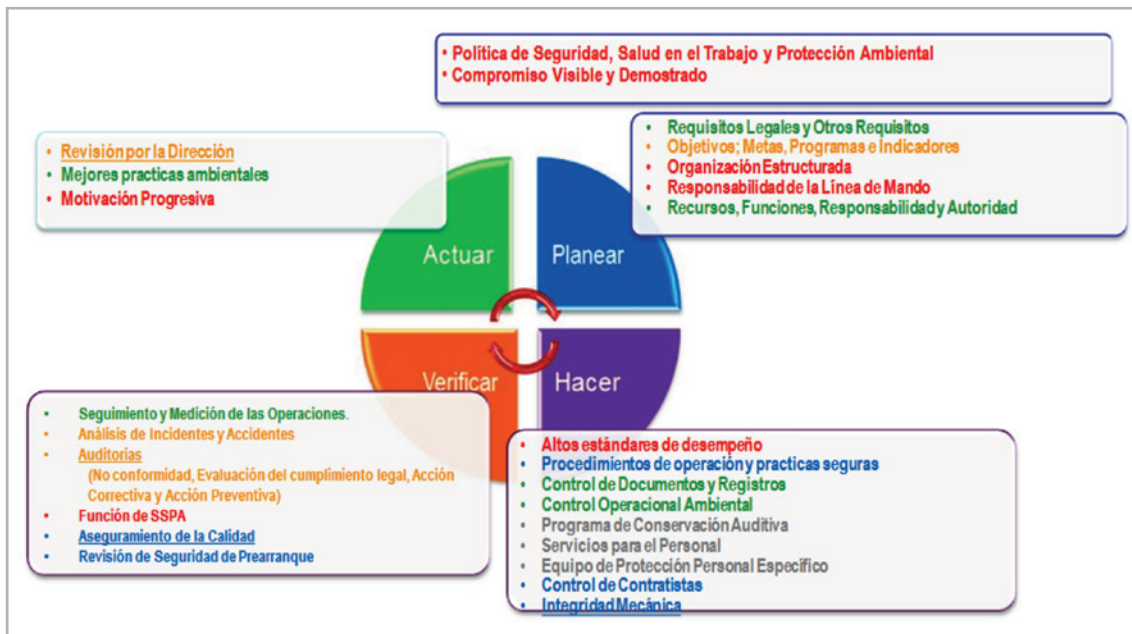 • Política de Seguridad, Salud en el Trabajo y Protección Ambiental
• Compromiso Visible y Demostrado
• Requisitos Legales y Otros Requisitos
• Objetivos; Metas, Programas e Indicadores
• Organización Estructurada
• Responsabilidad de la Línea de Mando
• Recursos, Funciones, Responsabilidad y Autoridad
• Revisión por la Dirección
• Mejores practicas ambientales
• Motivación Progresiva
Actuar
Planear
Verificar
Hacer
• Seguimiento y Medición de las Operaciones.
• Análisis de Incidentes y Accidentes
• Auditorias
(No conformidad, Evaluación del cumplimiento legal, Acción
Correctiva y Acción Preventiva)
• Función de SSPA
• Aseguramiento de la Calidad
• Revisión de Seguridad de Prearranque
• Altos estándares de desempeño
• Procedimientos de operación y practicas seguras
• Control de Documentos y Registros
• Control Operacional Ambiental
• Programa de Conservación Auditiva
• Servicios para el Personal
• Equipo de Protección Personal Específico
• Control de Contratistas
• Integridad Mecánica